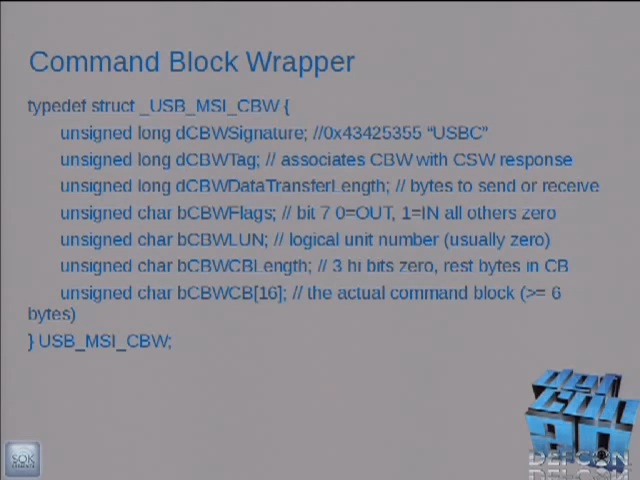 Command Block Wrapper
typedef struct _USB_MSI_CBW {
unsigned long dCBWSignature; //0x43425355 “USBC”
unsigned long dCBWTag; // associates CBW with CSW response
unsigned long dCBWDataTransferLength; // bytes to send or receive
unsigned char bCBWFlags; // bit 7 0=OUT, 1=IN all others zero
unsigned char bCBWLUN; // logical unit number (usually zero)
unsigned char bCBWCBLength; // 3 hi bits zero, rest bytes in CB
unsigned char bCBWCB[16]; // the actual command block (>= 6
bytes)
} USB_MSI_CBW;
DEFCON
SOK